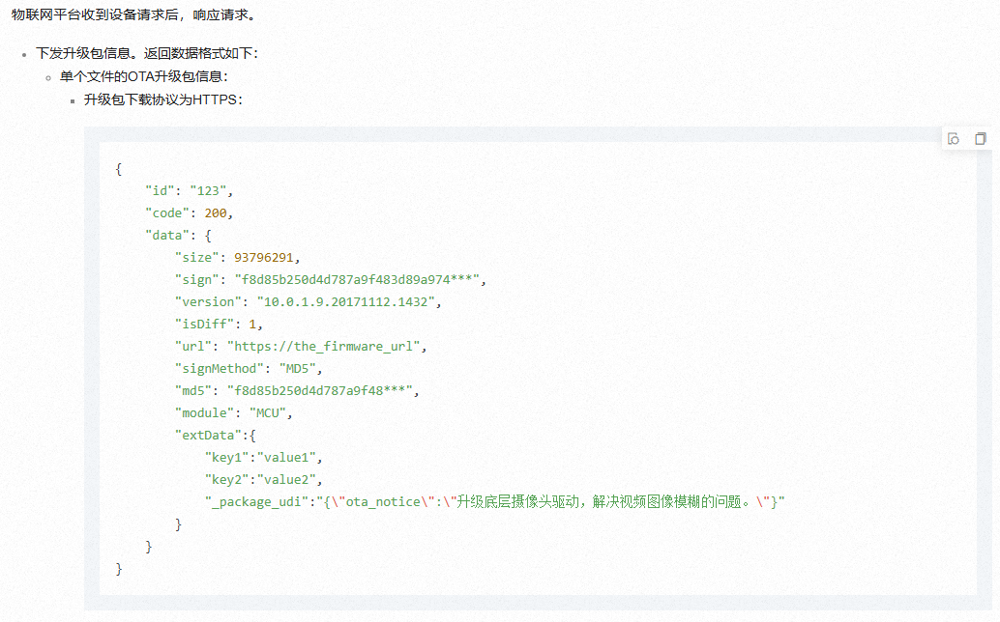 物联网平台收到设备请求后，响应请求。
下发升级包信息。返回数据格式如下：
单个文件的OTA升级包信息：
升级包下载协议为HTTPS：
{
"id": "123",
"code": 200,
"data": {
"size": 93796291,
"sign": "f8d85b250d4d787a9f483d89a974***",
"version": "10.0.1.9.20171112.1432",
"isDiff": 1,
"url": "https://the_firmware_url",
"signMethod": "MD5",
"md5": "f8d85b250d4d787a9f48***",
"module": "MCU",
"extData":{
"key1":"value1",
"key2":"value2",
"_package_udi":"{\"ota_notice\":\"升级底层摄像头驱动，解决视频图像模糊的问题。\"}"
}
}
}